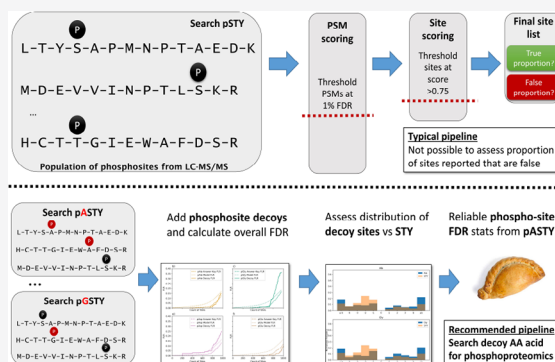 Search pSTY
P
L-T-Y-S-A-P-M-N-P-T-A-E-D-K
P
M-D-E-V-V-I-N-P-T-L-S-K-R
...
P
H-C-T-T-G-I-E-W-A-F-D-S-R
Population of phosphosites from LC-MS/MS
PSM
scoring
Threshold
PSMs at
1% FDR
Site
scoring
Threshold
sites at
score
>0.75
Final site
list
True
proportion?
False
proportion?
Typical pipeline
Not possible to assess proportion
of sites reported that are false
Search pASTY
P
L-T-Y-S-A-P-M-N-P-T-A-E-D-K
P
H-C-T-T-G-I-E-W-A-F-D-S-R
P
M-D-E-V-V-I-N-P-T-L-S-K-R
...
Search pGSTY
P
L-T-Y-S-A-P-M-N-P-T-A-E-D-K
P
H-C-T-T-G-I-E-W-A-F-D-S-R
P
M-D-E-V-V-I-N-P-T-L-S-K-R
Add phosphosite decoys
and calculate overall FDR
Assess distribution of
decoy sites vs STY
Reliable phospho-site
FDR stats from pASTY
Recommended pipeline
Search decoy AA acid
for phosphoproteom